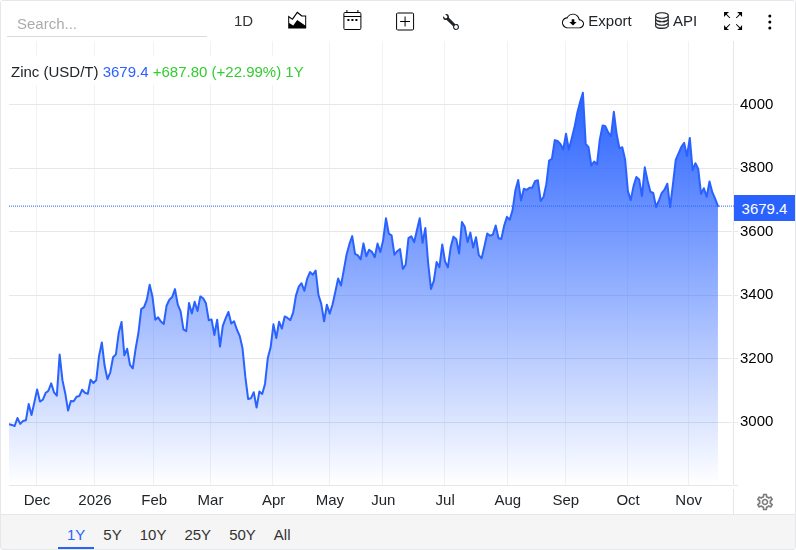 Search... 1D Export API
Zinc (USD/T) 3679.4 +687.80 (+22.99%) 1Y
4000
3800
3679.4
3600
3400
3200
3000
Dec 2026 Feb Mar Apr May Jun Jul Aug Sep Oct Nov
1Y 5Y 10Y 25Y 50Y All